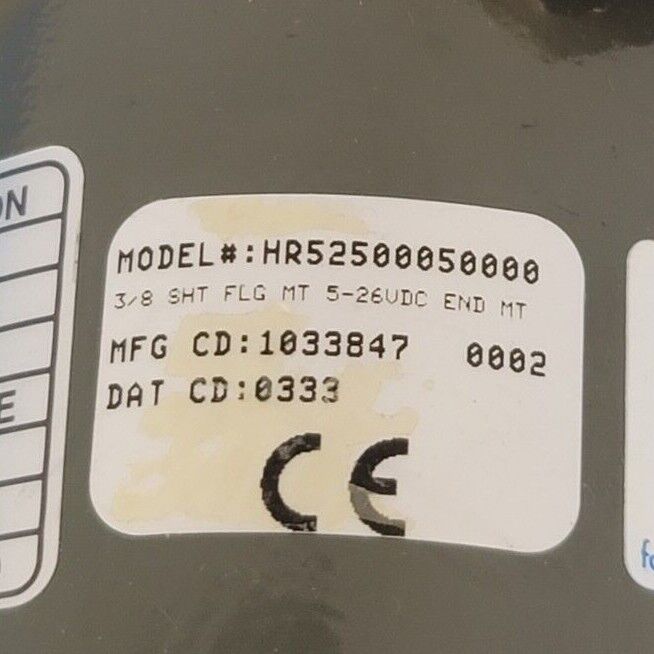 ON
E
MODEL#:HR52500050000
3/8 SHT FLG MT 5-26VDC END MT
MFG CD:1033847 0002
DAT CD:0333
CE